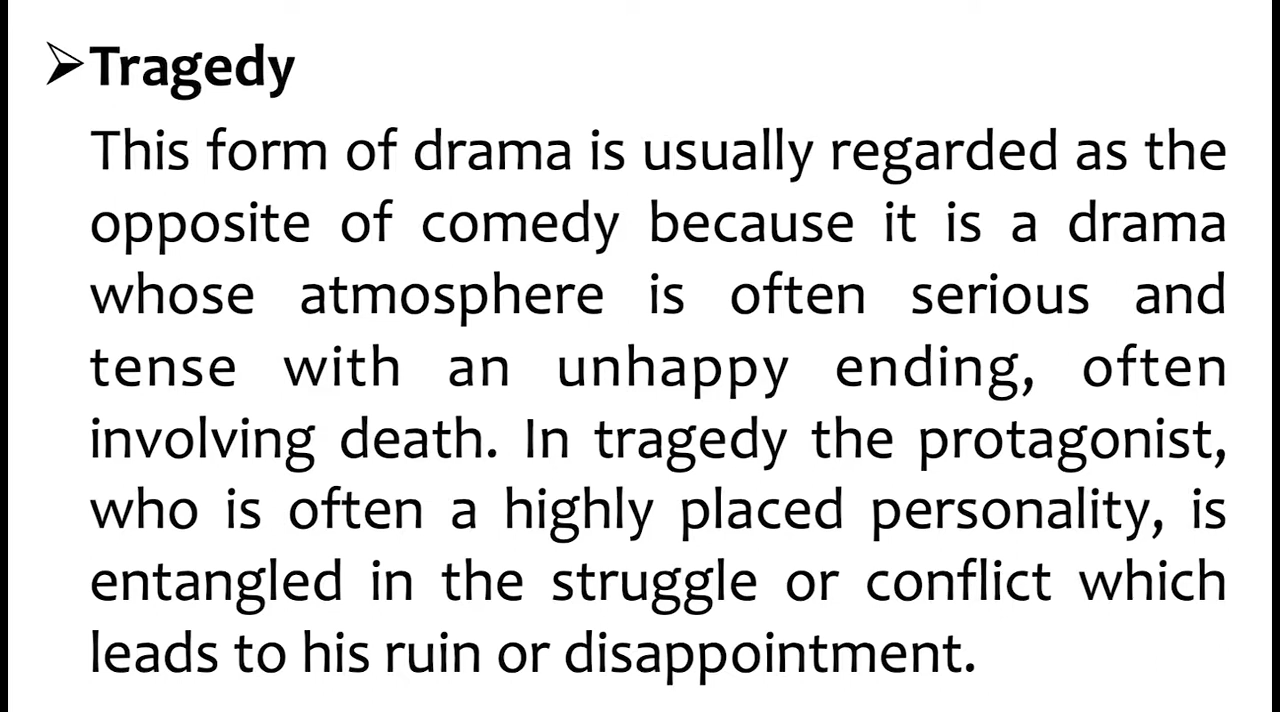 ➢Tragedy
This form of drama is usually regarded as the
opposite of comedy because it is a drama
whose atmosphere is often serious and
tense with an unhappy ending, often
involving death. In tragedy the protagonist,
who is often a highly placed personality, is
entangled in the struggle or conflict which
leads to his ruin or disappointment.